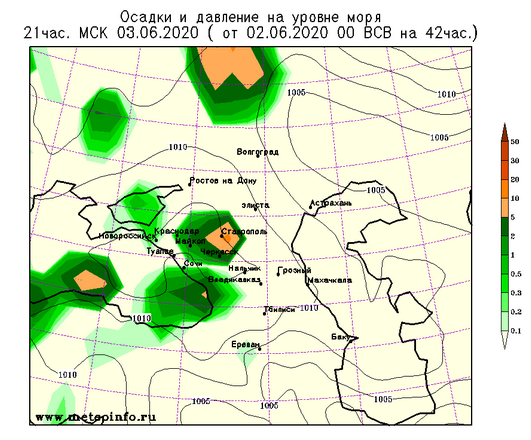 Осадки и давление на уровне моря
21час. МСК 03.06.2020 ( от 02.06.2020 00 ВСВ на 42час.)
1010
1005
1005
1010
Волгоград
Ростов на Дону
1005
элиста
Астрахань
Краснодар
Ставрополь
Новороссийск
Майкоп
Туапсе
Черкесск
Сочи
Нальчик
Грозный
Владикавказ
Махачкала
1010
Тбилиси
1010
Ереван
Баку
1010
1005
1005
1005
www.meteoinfo.ru
50
30
20
10
5
2
1
0.5
0.3
0.2
0.1